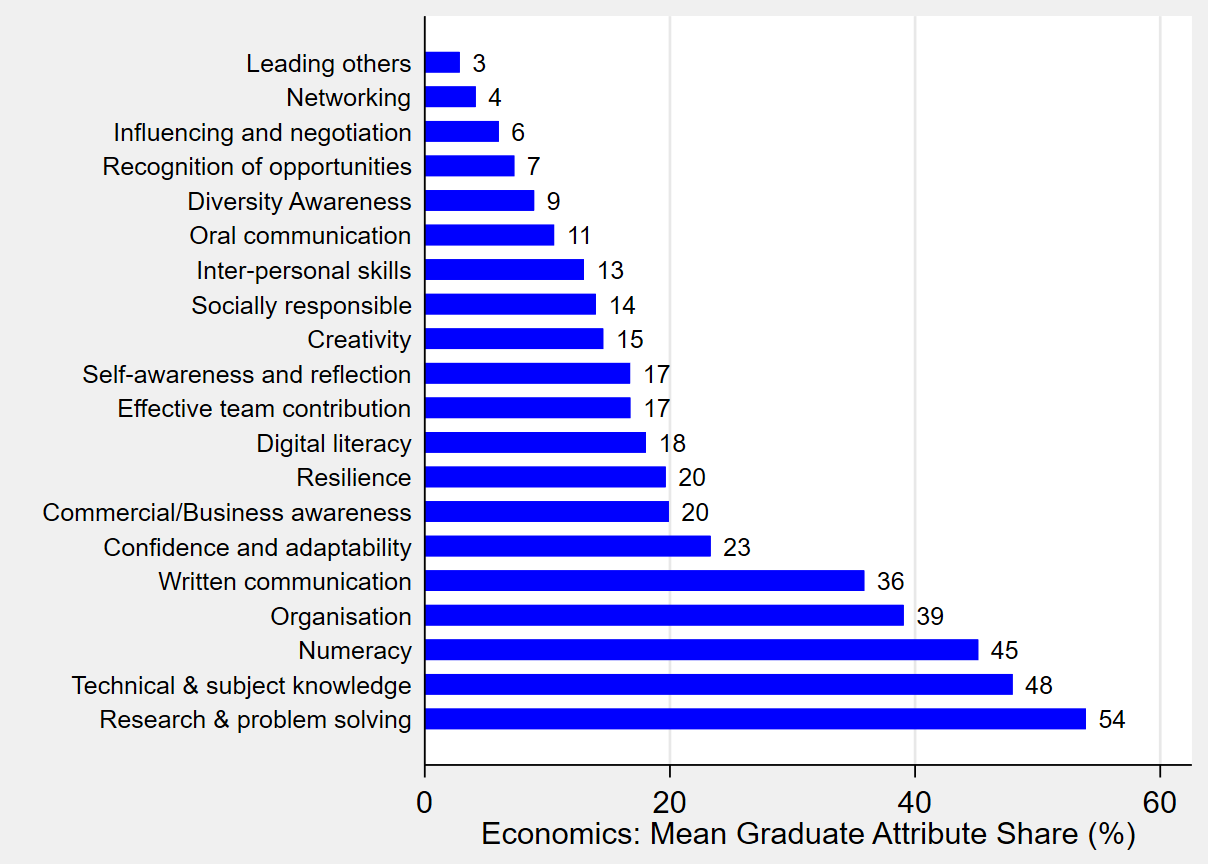 Leading others 3
Networking 4
Influencing and negotiation 6
Recognition of opportunities 7
Diversity Awareness 9
Oral communication 11
Inter-personal skills 13
Socially responsible 14
Creativity 15
Self-awareness and reflection 17
Effective team contribution 17
Digital literacy 18
Resilience 20
Commercial/Business awareness 20
Confidence and adaptability 23
Written communication 36
Organisation 39
Numeracy 45
Technical & subject knowledge 48
Research & problem solving 54
0 20 40 60
Economics: Mean Graduate Attribute Share (%)